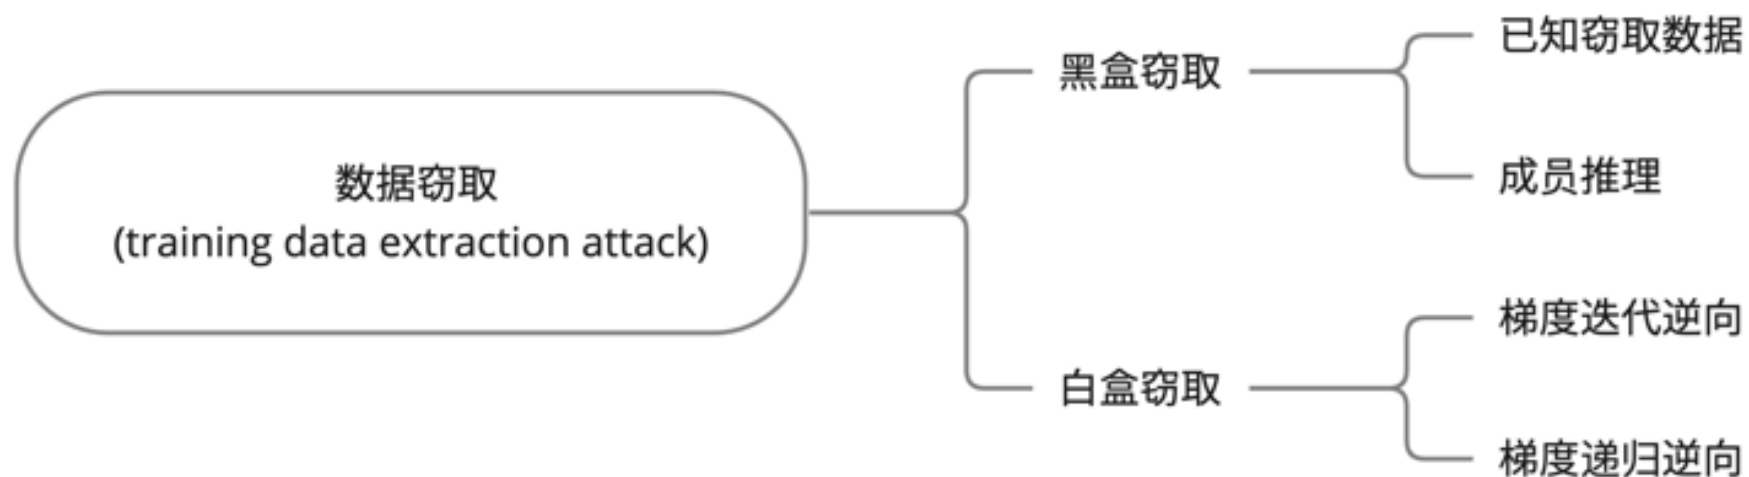 数据窃取
(training data extraction attack)
黑盒窃取
已知窃取数据
成员推理
白盒窃取
梯度迭代逆向
梯度递归逆向